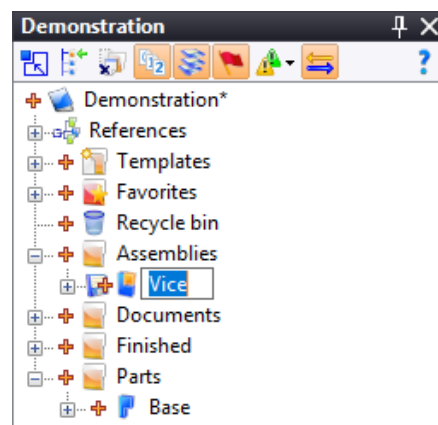 Demonstration
Demonstration*
References
Templates
Favorites
Recycle bin
Assemblies
Vice
Documents
Finished
Parts
Base